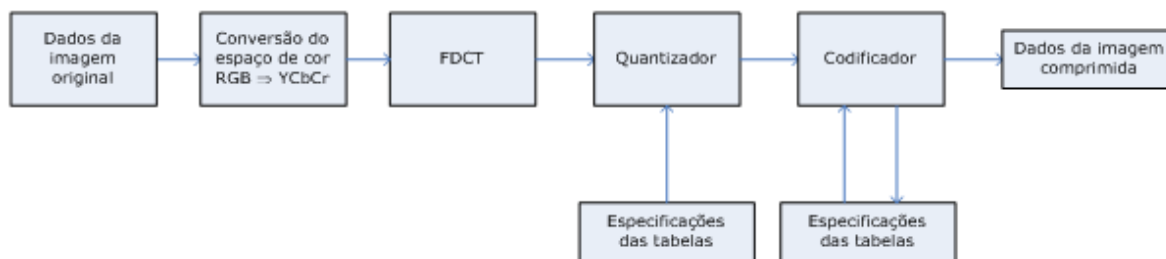 Dados da
imagem
original
Conversão do
espaço de cor
RGB ⇒ YCbCr
FDCT
Quantizador
Codificador
Dados da imagem
comprimida
Especificações
das tabelas
Especificações
das tabelas